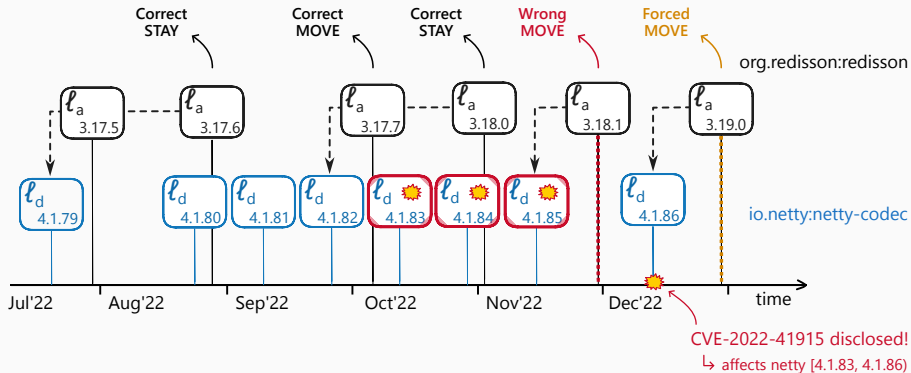 Correct
STAY
Correct
MOVE
Correct
STAY
Wrong
MOVE
Forced
MOVE
org.redisson:redisson
ℓa
3.17.5
ℓa
3.17.6
ℓa
3.17.7
ℓa
3.18.0
ℓa
3.18.1
ℓa
3.19.0
ℓd
4.1.79
ℓd
4.1.80
ℓd
4.1.81
ℓd
4.1.82
ℓd
4.1.83
ℓd
4.1.84
ℓd
4.1.85
ℓd
4.1.86
io.netty:netty-codec
Jul'22
Aug'22
Sep'22
Oct'22
Nov'22
Dec'22
time
CVE-2022-41915 disclosed!
↳ affects netty [4.1.83, 4.1.86)